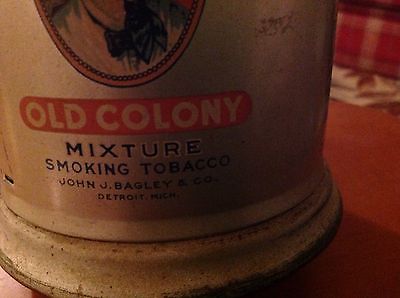 OLD COLONY
MIXTURE
SMOKING TOBACCO
JOHN J. BAGLEY & CO.
DETROIT, MICH.